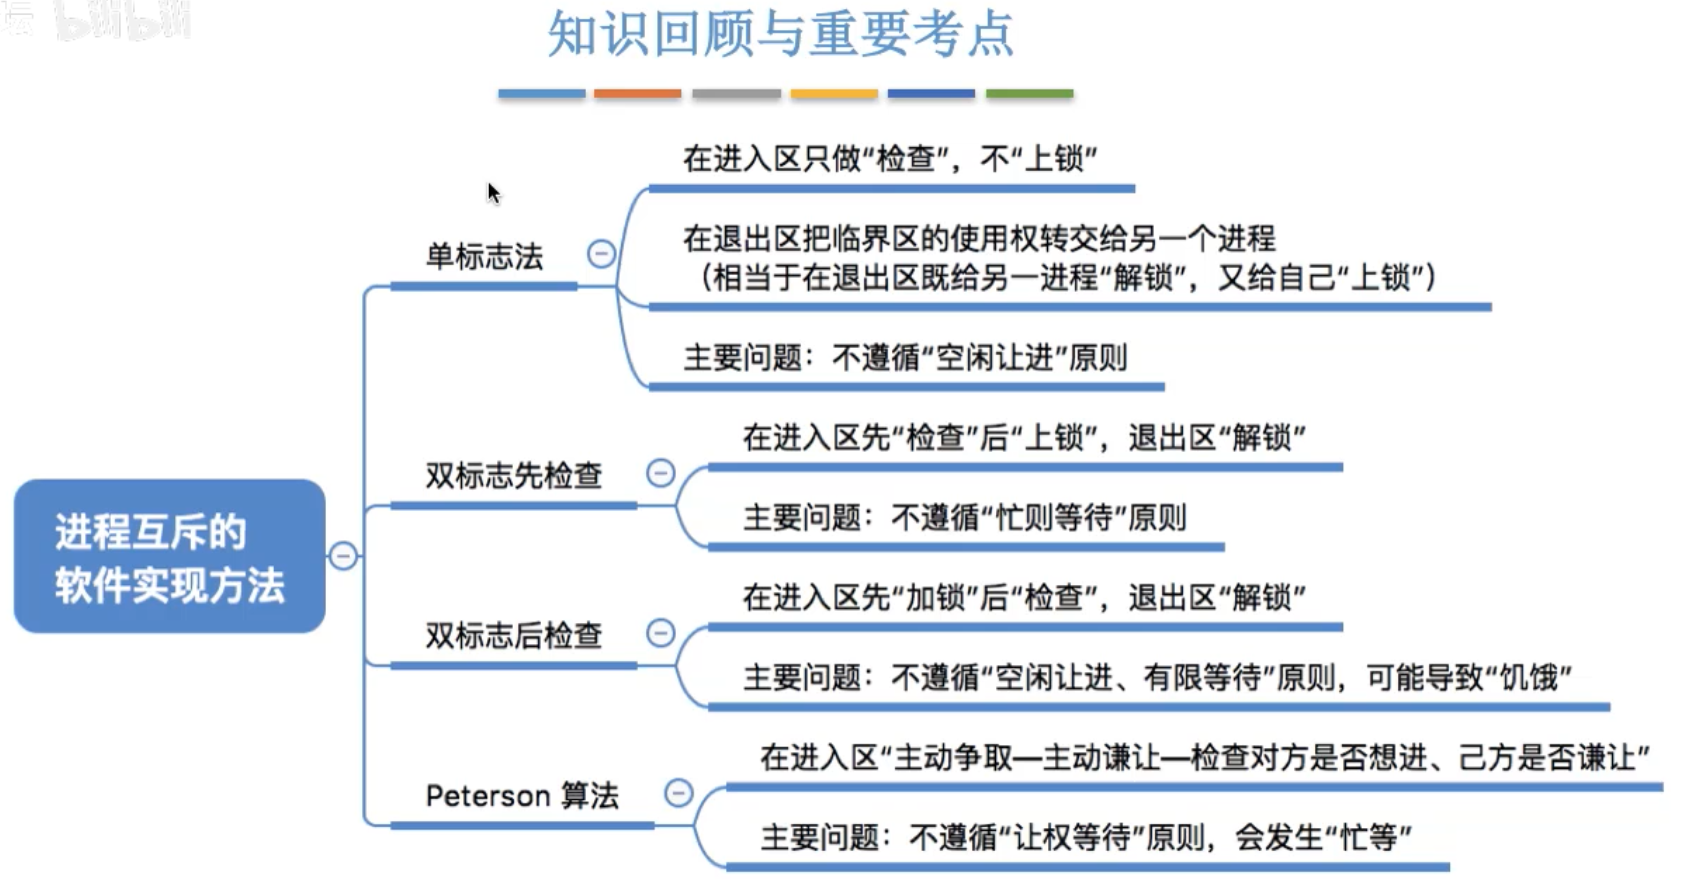 坛 bilibili
知识回顾与重要考点
在进入区只做“检查”，不“上锁”
单标志法
在退出区把临界区的使用权转交给另一个进程
（相当于在退出区既给另一进程“解锁”，又给自己“上锁”）
主要问题：不遵循“空闲让进”原则
在进入区先“检查”后“上锁”，退出区“解锁”
双标志先检查
主要问题：不遵循“忙则等待”原则
进程互斥的
软件实现方法
在进入区先“加锁”后“检查”，退出区“解锁”
双标志后检查
主要问题：不遵循“空闲让进、有限等待”原则，可能导致“饥饿”
在进入区“主动争取—主动谦让—检查对方是否想进、己方是否谦让”
Peterson 算法
主要问题：不遵循“让权等待”原则，会发生“忙等”